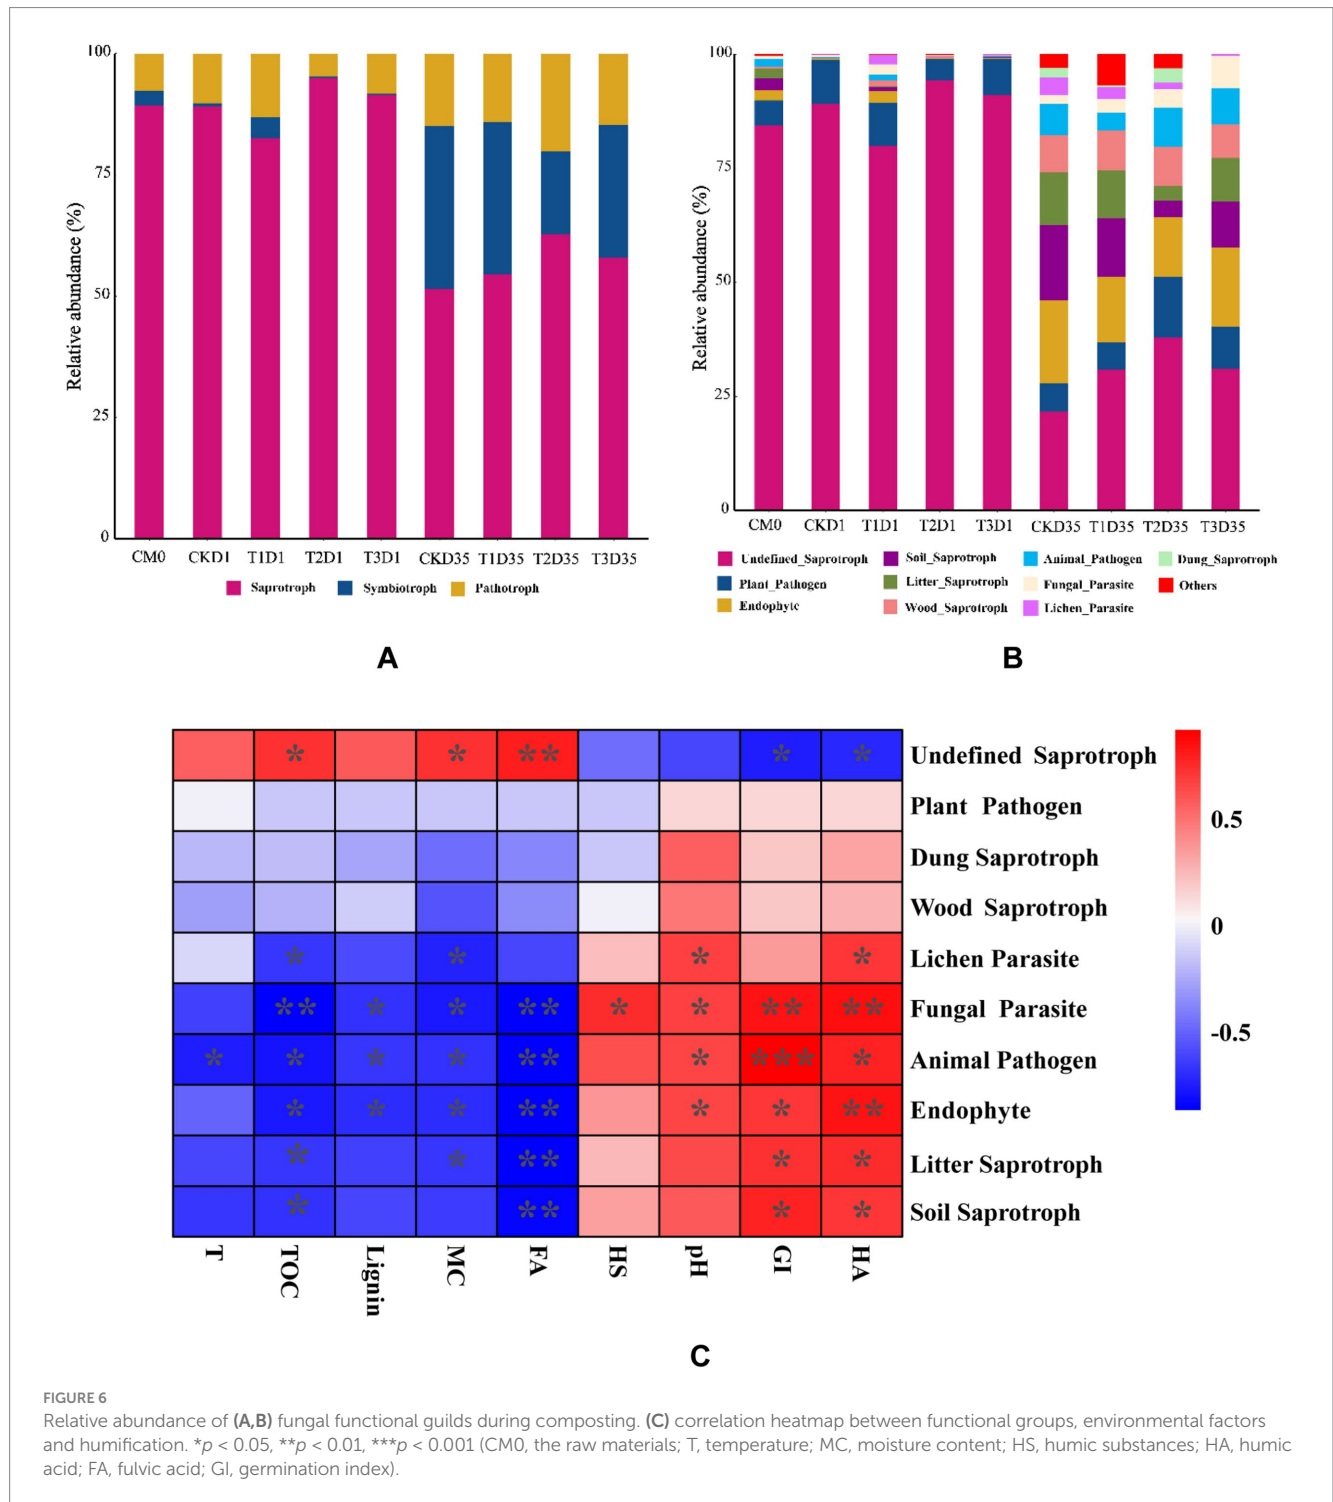 100
75
50
25
0
Relative abundance (%)
CM0 CKD1 T1D1 T2D1 T3D1 CKD35 T1D35 T2D35 T3D35
Saprotroph Symbiotroph Pathotroph
A
100
75
50
25
0
Relative abundance (%)
CM0 CKD1 T1D1 T2D1 T3D1 CKD35 T1D35 T2D35 T3D35
Undefined_Saprotroph Soil_Saprotroph Animal_Pathogen Dung_Saprotroph
Plant_Pathogen Litter_Saprotroph Fungal_Parasite Others
Endophyte Wood_Saprotroph Lichen_Parasite
B
* * ** * * Undefined Saprotroph
Plant Pathogen
Dung Saprotroph
Wood Saprotroph
* * * * Lichen Parasite
** * * ** * * ** ** Fungal Parasite
* * * * ** * *** * Animal Pathogen
* * * ** * * ** Endophyte
* * ** * * Litter Saprotroph
* ** * * Soil Saprotroph
T TOC Lignin MC FA HS pH GI HA
0.5
0
-0.5
C
FIGURE 6
Relative abundance of (A,B) fungal functional guilds during composting. (C) correlation heatmap between functional groups, environmental factors
and humification. *p < 0.05, **p < 0.01, ***p < 0.001 (CM0, the raw materials; T, temperature; MC, moisture content; HS, humic substances; HA, humic
acid; FA, fulvic acid; GI, germination index).